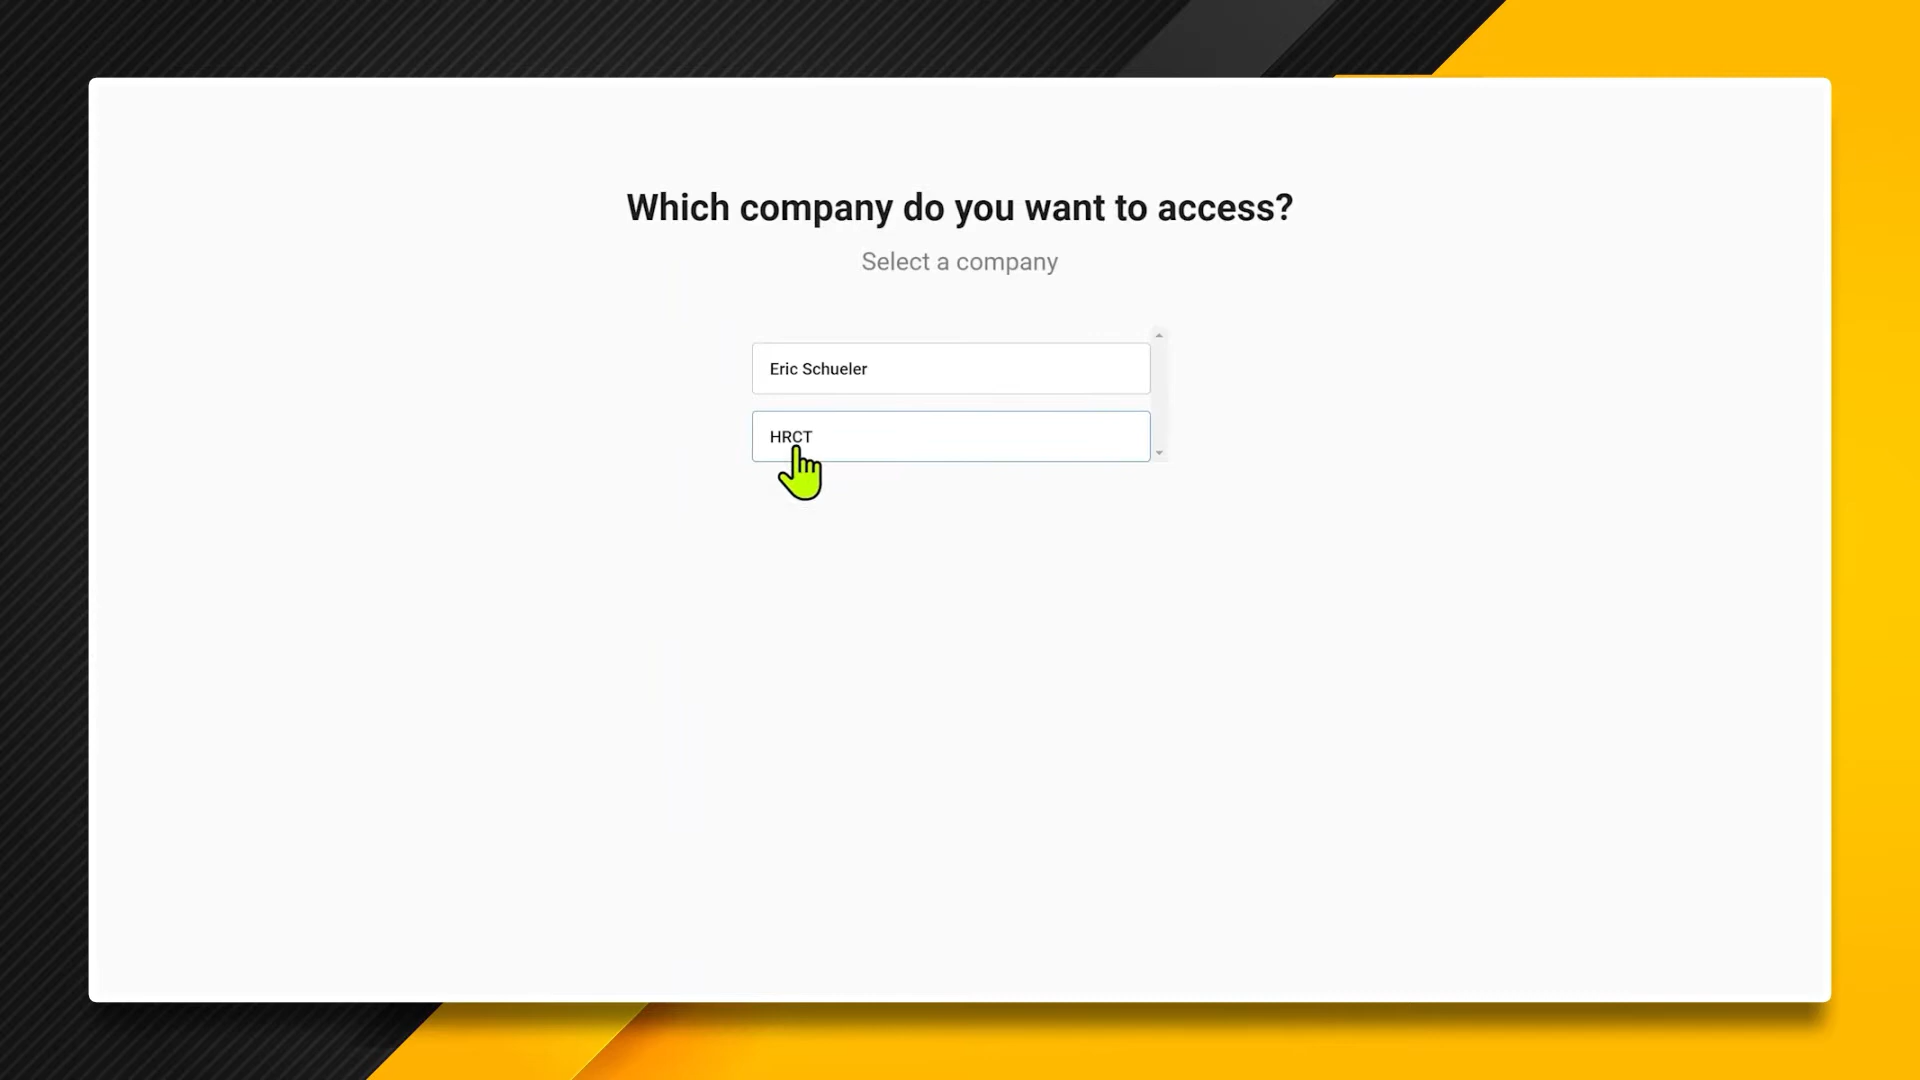 Which company do you want to access?
Select a company
Eric Schueler
HRCT